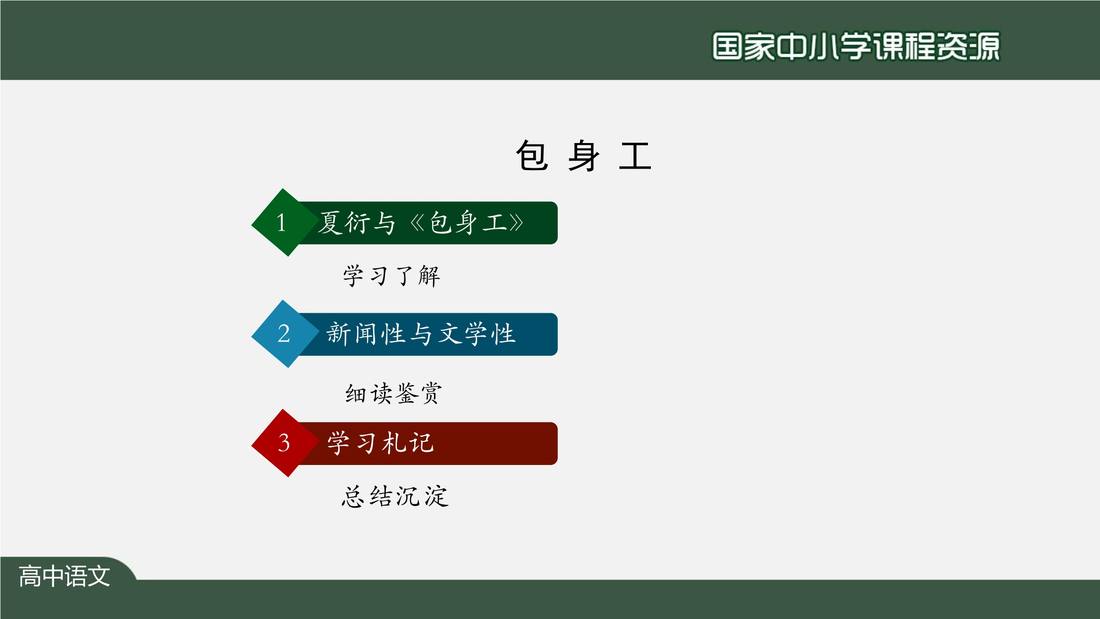 国家中小学课程资源
包 身 工
1 夏衍与《包身工》
学习了解
2 新闻性与文学性
细读鉴赏
3 学习札记
总结沉淀
高中语文